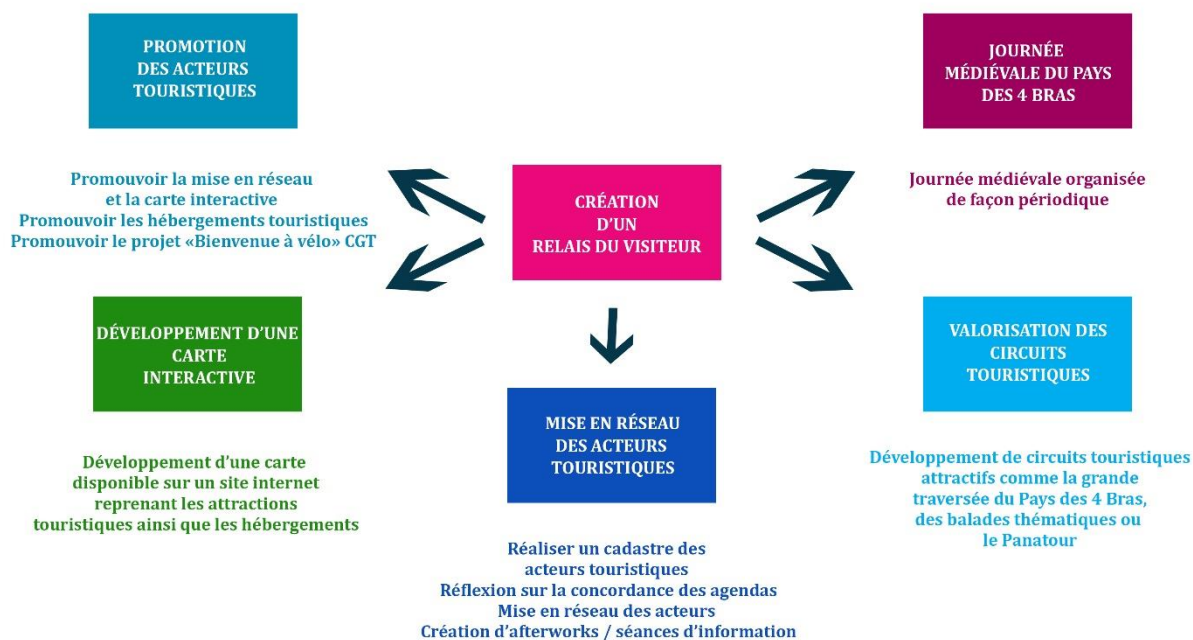 PROMOTION
DES ACTEURS
TOURISTIQUES
Promouvoir la mise en réseau
et la carte interactive
Promouvoir les hébergements touristiques
Promouvoir le projet «Bienvenue à vélo» CGT
JOURNÉE
MÉDIÉVALE DU PAYS
DES 4 BRAS
Journée médiévale organisée
de façon périodique
CRÉATION
D'UN
RELAIS DU VISITEUR
DÉVELOPPEMENT D'UNE
CARTE
INTERACTIVE
Développement d'une carte
disponible sur un site internet
reprenant les attractions
touristiques ainsi que les hébergements
MISE EN RÉSEAU
DES ACTEURS
TOURISTIQUES
Réaliser un cadastre des
acteurs touristiques
Réflexion sur la concordance des agendas
Mise en réseau des acteurs
Création d'afterworks / séances d'information
VALORISATION DES
CIRCUITS
TOURISTIQUES
Développement de circuits touristiques
attractifs comme la grande
traversée du Pays des 4 Bras,
des balades thématiques ou
le Panatour